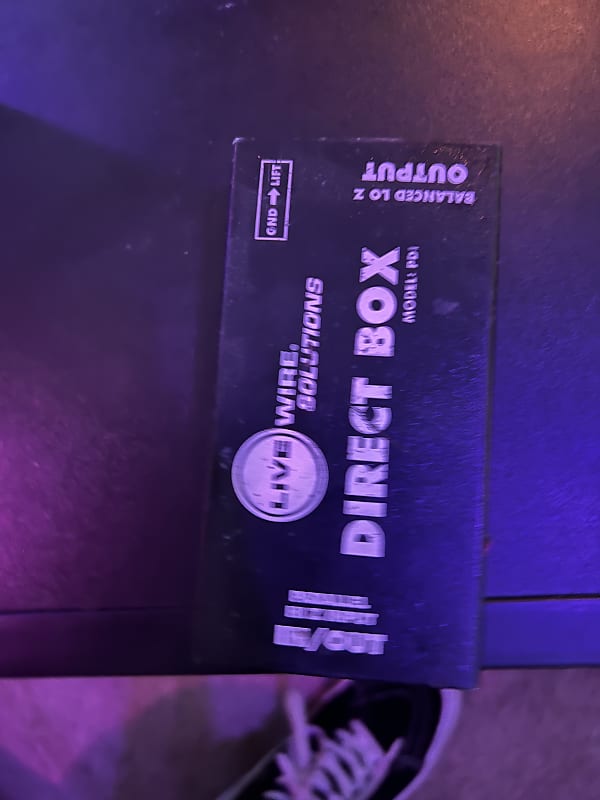 GND → LIFT
BALANCED LO Z
OUTPUT
LIVE
WIRE.
SOLUTIONS
DIRECT BOX
MODEL: PDI
IN/OUT